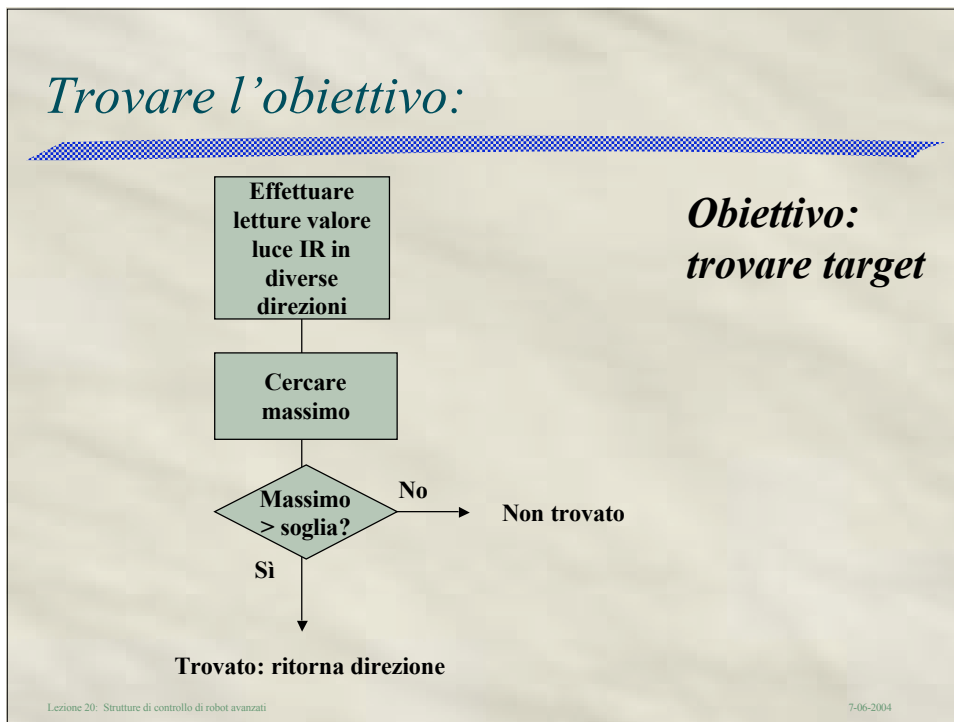 Trovare l’obiettivo:
Effettuare
letture valore
luce IR in
diverse
direzioni
Obiettivo:
trovare target
Cercare
massimo
Massimo
> soglia?
No
Non trovato
Sì
Trovato: ritorna direzione
Lezione 20: Strutture di controllo di robot avanzati
7-06-2004